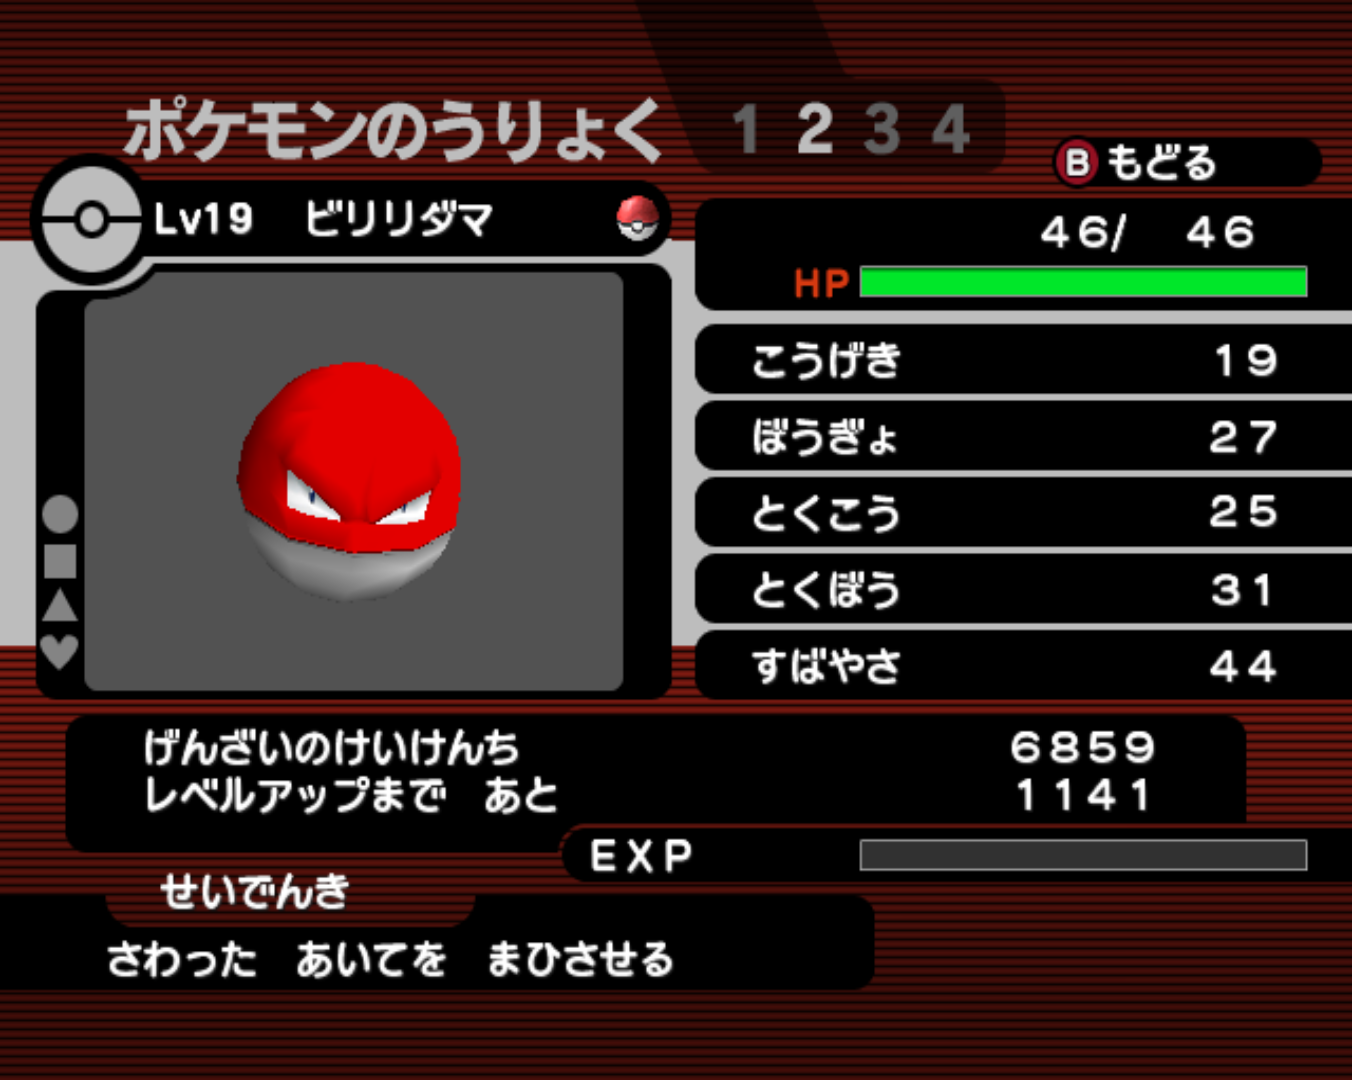 ポケモンのうりょく 1 2 3 4
B もどる
Lv19 ビリリダマ
46/ 46
HP
こうげき 19
ぼうぎょ 27
とくこう 25
とくぼう 31
すばやさ 44
げんざいのけいけんち 6859
レベルアップまで あと 1141
EXP
せいでんき
さわった あいてを まひさせる